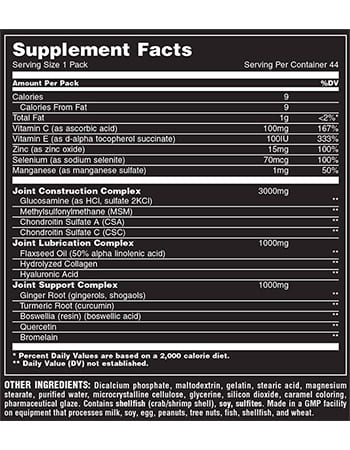 Supplement Facts
Serving Size 1 Pack Serving Per Container 44
Amount Per Pack %DV
Calories 9
Calories From Fat 9
Total Fat 1g <2%*
Vitamin C (as ascorbic acid) 100mg 167%
Vitamin E (as d-alpha tocopherol succinate) 100IU 333%
Zinc (as zinc oxide) 15mg 100%
Selenium (as sodium selenite) 70mcg 100%
Manganese (as manganese sulfate) 1mg 50%
Joint Construction Complex 3000mg
Glucosamine (as HCl, sulfate 2KCl) **
Methylsulfonylmethane (MSM) **
Chondroitin Sulfate A (CSA) **
Chondroitin Sulfate C (CSC) **
Joint Lubrication Complex 1000mg
Flaxseed Oil (50% alpha linolenic acid) **
Hydrolyzed Collagen **
Hyaluronic Acid **
Joint Support Complex 1000mg
Ginger Root (gingerols, shogaols) **
Turmeric Root (curcumin) **
Boswellia (resin) (boswellic acid) **
Quercetin **
Bromelain **
* Percent Daily Values are based on a 2,000 calorie diet.
** Daily Value (DV) not established.
OTHER INGREDIENTS: Dicalcium phosphate, maltodextrin, gelatin, stearic acid, magnesium
stearate, purified water, microcrystalline cellulose, glycerine, silicon dioxide, caramel coloring,
pharmaceutical glaze. Contains shellfish (crab/shrimp shell), soy, sulfites. Made in a GMP facility
on equipment that processes milk, soy, egg, peanuts, tree nuts, fish, shellfish, and wheat.